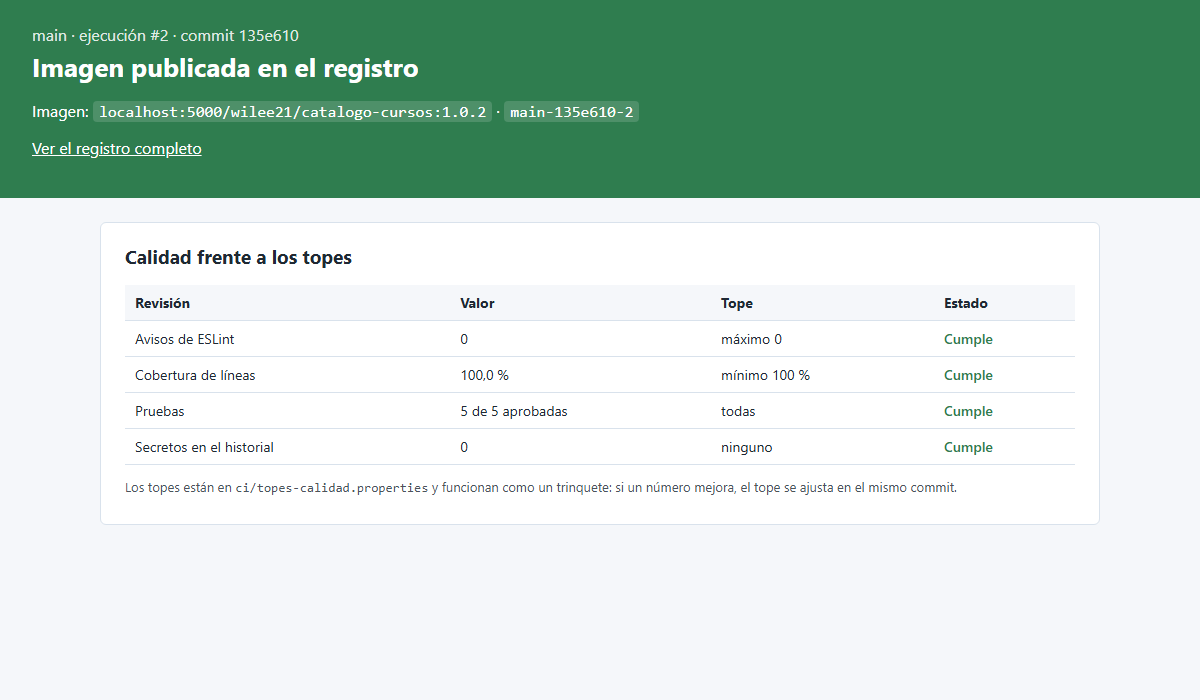 main · ejecución #2 · commit 135e610
Imagen publicada en el registro
Imagen: localhost:5000/wilee21/catalogo-cursos:1.0.2 · main-135e610-2
Ver el registro completo
Calidad frente a los topes
Revisión Valor Tope Estado
Avisos de ESLint 0 máximo 0 Cumple
Cobertura de líneas 100,0 % mínimo 100 % Cumple
Pruebas 5 de 5 aprobadas todas Cumple
Secretos en el historial 0 ninguno Cumple
Los topes están en ci/topes-calidad.properties y funcionan como un trinquete: si un número mejora, el tope se ajusta en el mismo commit.